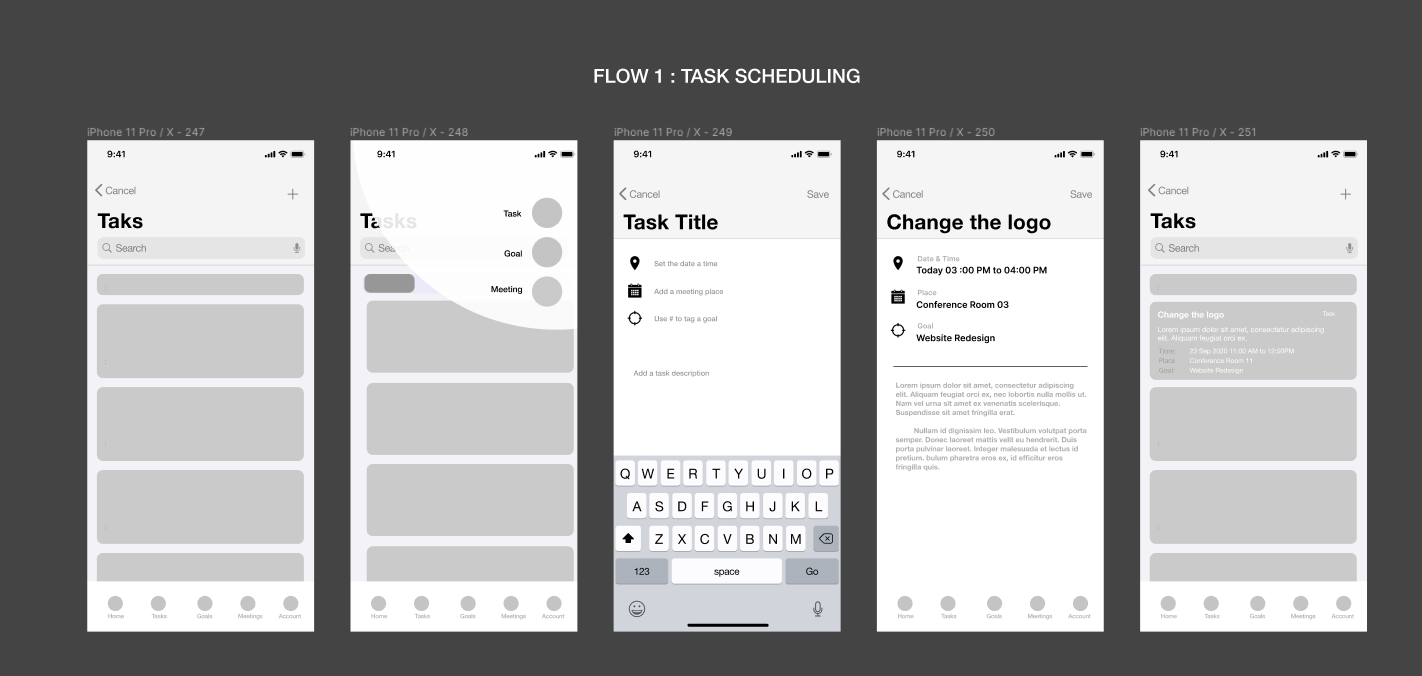 FLOW 1 : TASK SCHEDULING
iPhone 11 Pro / X - 247
9:41
Cancel
Taks
Search
Home Tasks Goals Meetings Account
iPhone 11 Pro / X - 248
9:41
Tasks
Sea
Task
Goal
Meeting
Home Tasks Goals Meetings Account
iPhone 11 Pro / X - 249
9:41
Cancel Save
Task Title
Set the date a time
Add a meeting place
Use # to tag a goal
Add a task description
Q W E R T Y U I O P
A S D F G H J K L
Z X C V B N M
123 space Go
iPhone 11 Pro / X - 250
9:41
Cancel Save
Change the logo
Date & Time
Today 03 :00 PM to 04:00 PM
Place
Conference Room 03
Goal
Website Redesign
Lorem ipsum dolor sit amet, consectetur adipiscing
elit. Aliquam feugiat orci ex, nec lobortis nulla mollis ut.
Nam vel urna sit amet ex venenatis scelerisque.
Suspendisse sit amet fringilla erat.
Nullam id dignissim leo. Vestibulum volutpat porta
semper. Donec laoreet mattis velit eu hendrerit. Duis
porta pulvinar laoreet. Integer malesuada et lectus id
pretium. bulum pharetra eros ex, id efficitur eros
fringilla quis.
Home Tasks Goals Meetings Account
iPhone 11 Pro / X - 251
9:41
Cancel
Taks
Search
Change the logo Task
Lorem ipsum dolor sit amet, consectetur adipiscing
elit. Aliquam feugiat orci ex.
Time: 23 Sep 2020 11:00 AM to 12:00PM
Place Conference Room 11
Goal: Website Redesign
Home Tasks Goals Meetings Account